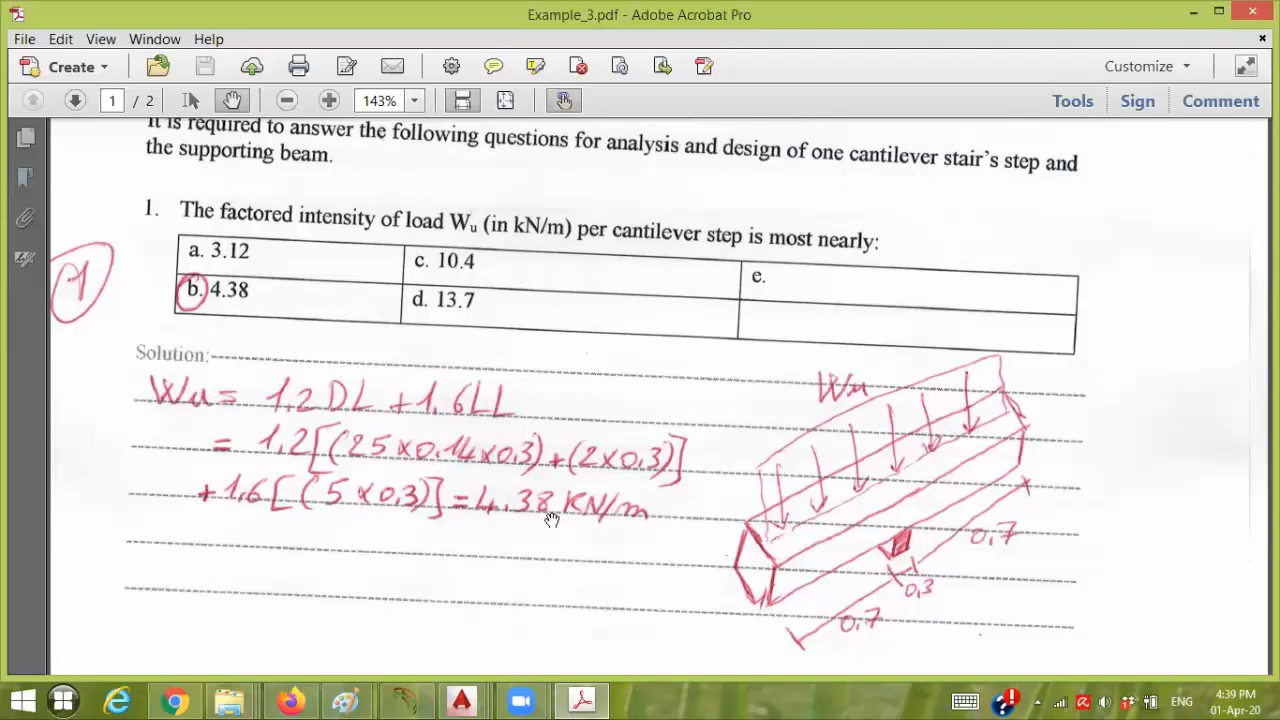 Example_3.pdf - Adobe Acrobat Pro
File Edit View Window Help
Create Customize
1 / 2 143% Tools Sign Comment
It is required to answer the following questions for analysis and design of one cantilever stair's step and
the supporting beam.
1. The factored intensity of load Wu (in kN/m) per cantilever step is most nearly:
a. 3.12 c. 10.4 e.
b. 4.38 d. 13.7
1
Solution:
Wu = 1,2 DL + 1,6 LL
= 1,2 [(25 x 0.14 x 0,3) + (2 x 0,3)]
+ 1,6 [(5 x 0,3)] = 4.38 KN/m
Wu
0,7
0,3
0,7
ENG
4:39 PM
01-Apr-20